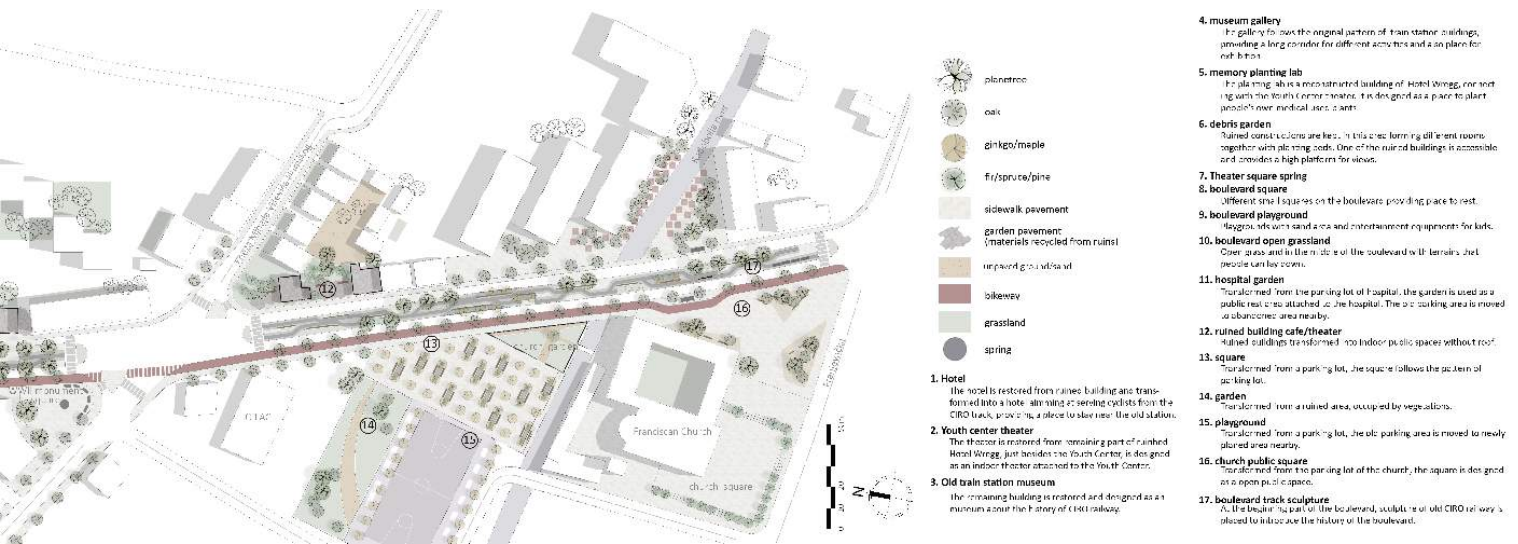 12
17
16
13
church garden
14
15
Franciscan Church
church square
N
0
planetree
oak
ginkgo/maple
fir/spruce/pine
sidewalk pavement
garden pavement
(materials recycled from ruins)
unpaved ground/sand
bikeway
grassland
spring
1. Hotel
The hotel is restored from ruined building and trans-
formed into a hotel aimming at serving cyclists from the
CIRO track, providing a place to stay near the old station.
2. Youth center theater
The theater is restored from remaining part of ruinned
Hotel Wregg, just besides the Youth Center, is designed
as an indoor theater attached to the Youth Center.
3. Old train station museum
The remaining building is restored and designed as an
museum about the history of CIRO railway.
4. museum gallery
The gallery follows the original pattern of train station buildings,
providing a long corridor for different activities and also place for
exhibition.
5. memory planting lab
The planting lab is a reconstructed building of Hotel Wregg, connect-
ing with the Youth Center theater. It is designed as a place to plant
people's own medical used plants.
6. debris garden
Ruined constructions are kept in this area forming different rooms
together with planting beds. One of the ruined buildings is accessible
and provides a high platform for views.
7. Theater square spring
8. boulevard square
Different small squares on the boulevard providing place to rest.
9. boulevard playground
Playgrounds with sand area and entertainment equipments for kids.
10. boulevard open grassland
Open grassland in the middle of the boulevard with terrains that
people can lay down.
11. hospital garden
Transformed from the parking lot of hospital, the garden is used as a
public rest area attached to the hospital. The old parking area is moved
to abandoned area nearby.
12. ruined building cafe/theater
Ruined buildings transformed into indoor public spaces without roof.
13. square
Transformed from a parking lot, the square follows the pattern of
parking lot.
14. garden
Transformed from a ruined area, occupied by vegetations.
15. playground
Transformed from a parking lot, the old parking area is moved to newly
planed area nearby.
16. church public square
Transformed from the parking lot of the church, the square is designed
as a open public space.
17. boulevard track sculpture
At the beginning part of the boulevard, sculpture of old CIRO railway is
placed to introduce the history of the boulevard.